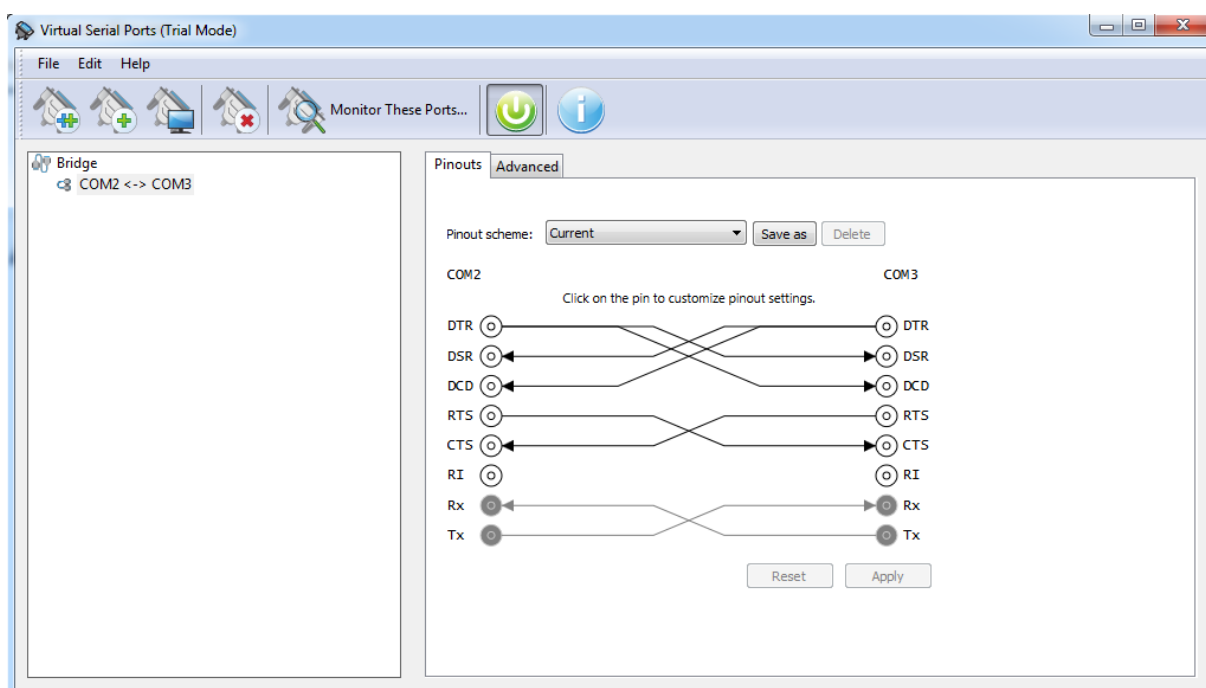 Virtual Serial Ports (Trial Mode)
File Edit Help
Monitor These Ports...
Bridge
COM2 <-> COM3
Pinouts Advanced
Pinout scheme: Current Save as Delete
COM2 COM3
Click on the pin to customize pinout settings.
DTR DTR
DSR DSR
DCD DCD
RTS RTS
CTS CTS
RI RI
Rx Rx
Tx Tx
Reset Apply